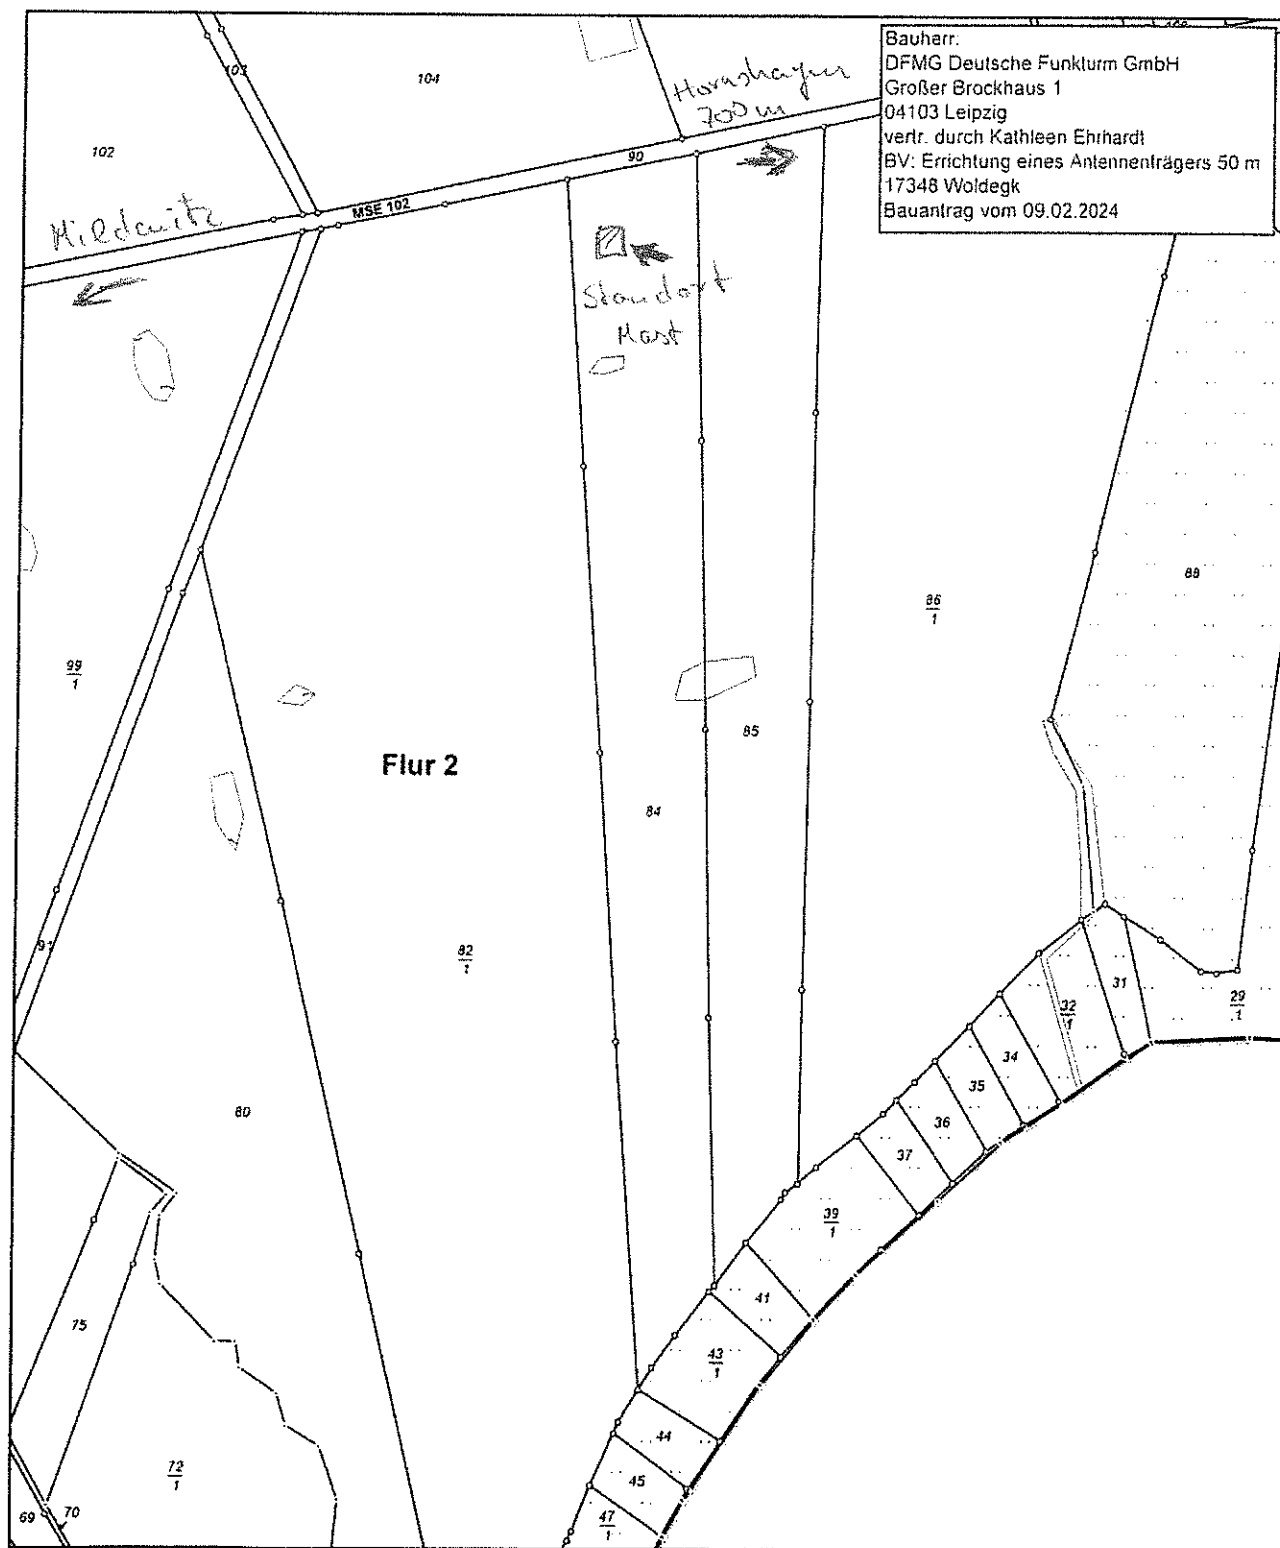 Bauherr:
DFMG Deutsche Funkturm GmbH
Großer Brockhaus 1
04103 Leipzig
vertr. durch Kathleen Ehrhardt
BV: Errichtung eines Antennenträgers 50 m
17348 Woldegk
Bauantrag vom 09.02.2024
103
104
Hornshagen
700 m
102
90
MSE 102
Mildenitz
Standort
Mast
88
86
1
99
1
85
Flur 2
84
91
82
1
31
32
1
29
1
34
35
80
36
37
39
1
75
41
43
1
44
72
1
45
69
70
47
1